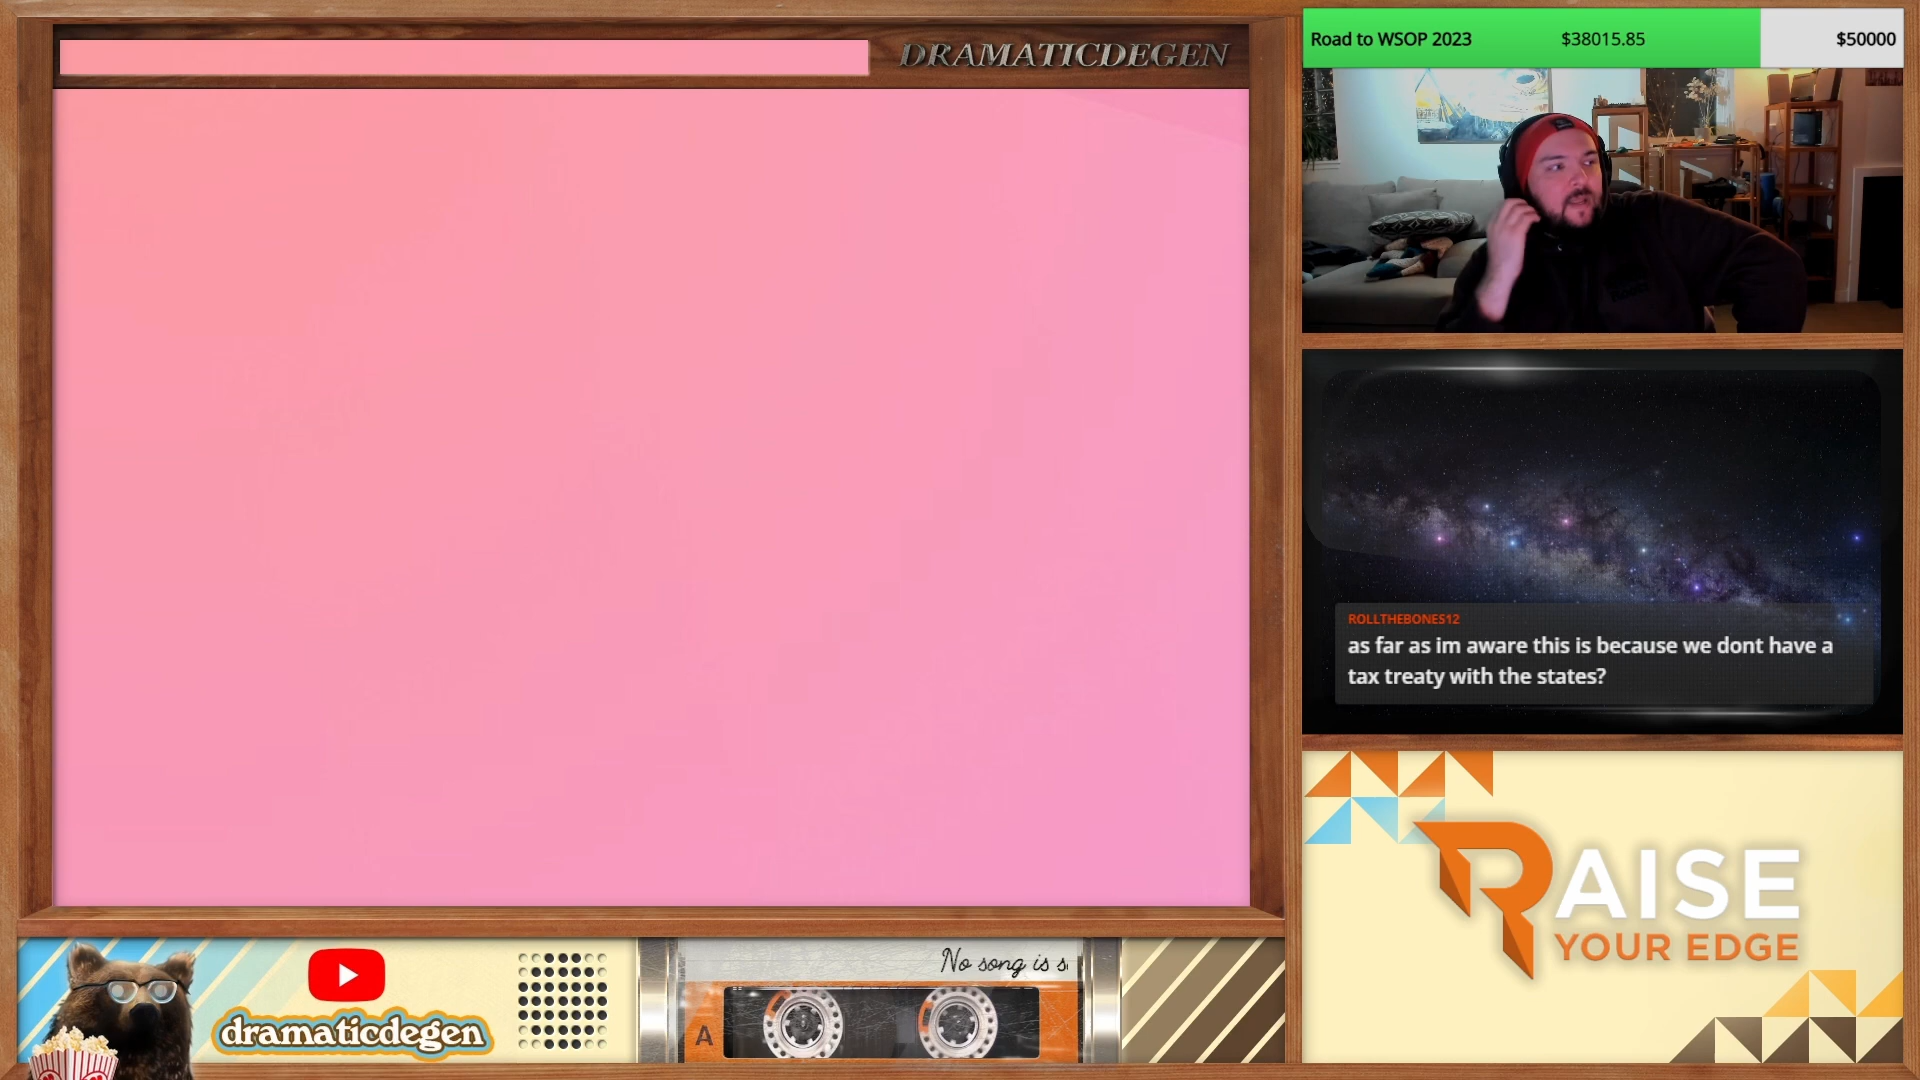 DRAMATICDEGEN
Road to WSOP 2023 $38015.85 $50000
ROLLTHEBONES12
as far as im aware this is because we dont have a
tax treaty with the states?
RAISE
YOUR EDGE
No song is
dramaticdegen
A